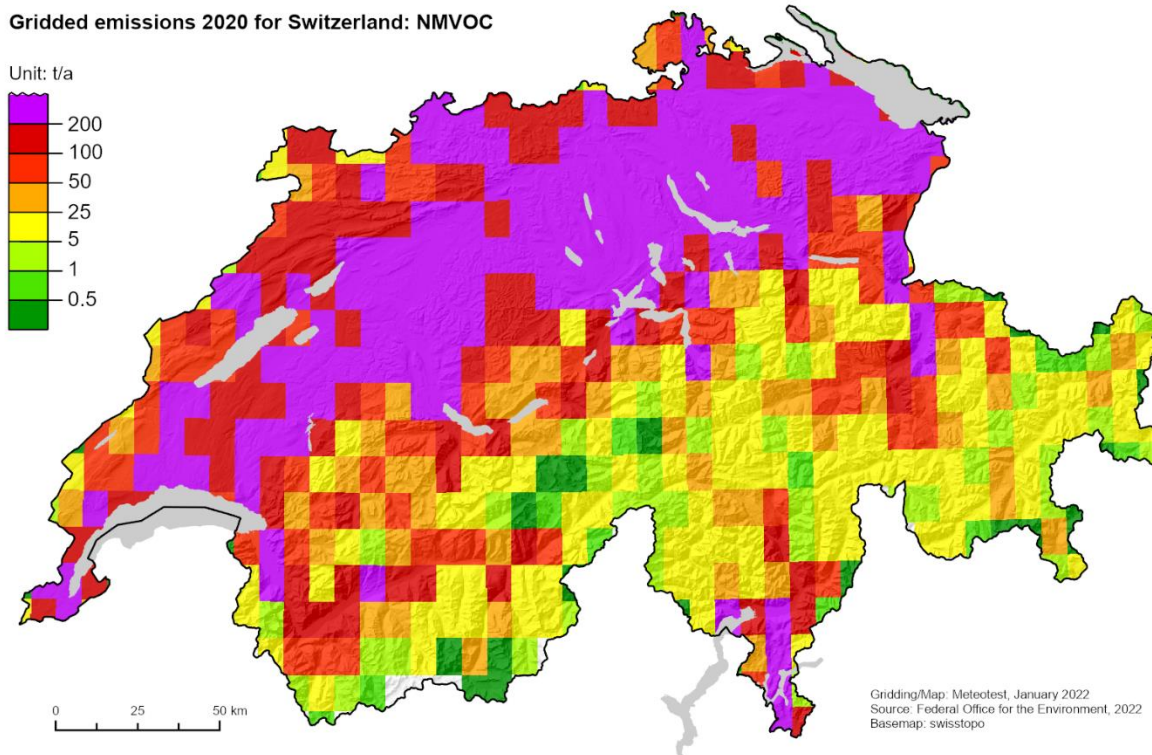 Gridded emissions 2020 for Switzerland: NMVOC
Unit: t/a
200
100
50
25
5
1
0.5
0 25 50 km
Gridding/Map: Meteotest, January 2022
Source: Federal Office for the Environment, 2022
Basemap: swisstopo